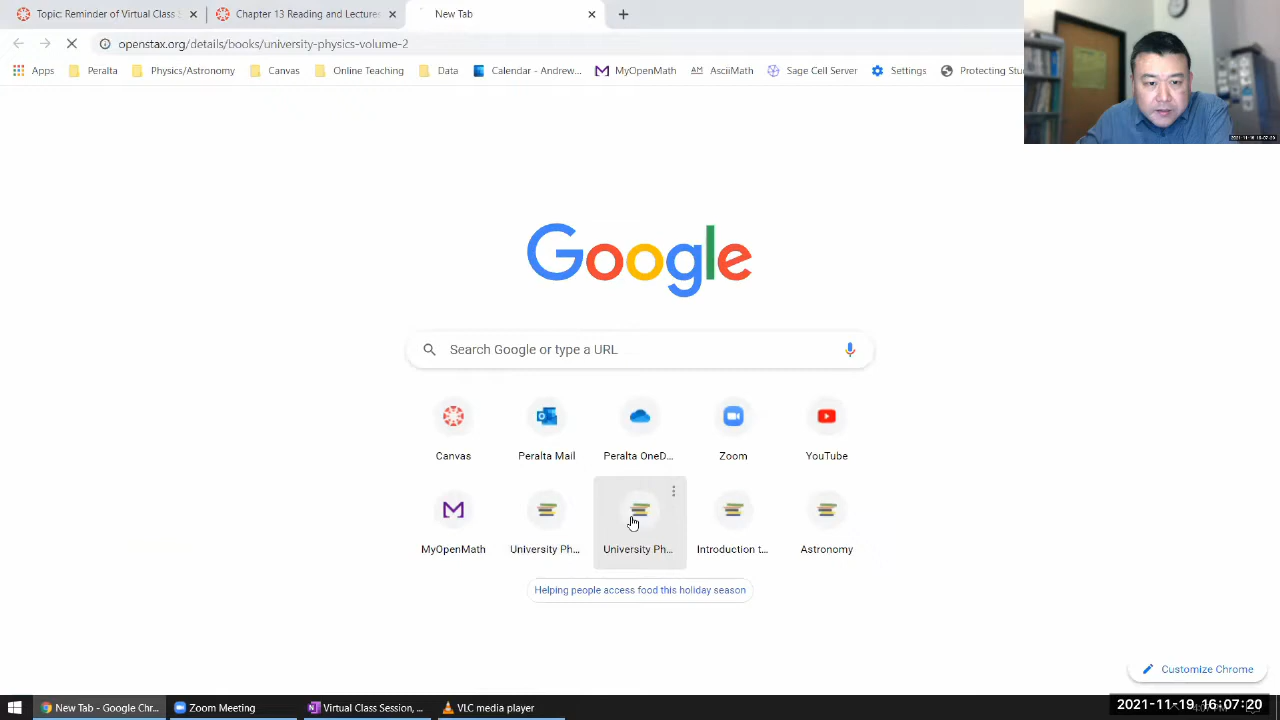 Topic: Reminder of Virtual Class
Chapter 13 Reading and Lecture
New Tab
openstax.org/details/books/university-physics-volume-2
Apps
Peralta
Physics/Astronomy
Canvas
Online Teaching
Data
Calendar - Andrew...
MyOpenMath
AM AsciiMath
Sage Cell Server
Settings
Protecting Stu
Google
Search Google or type a URL
Canvas
Peralta Mail
Peralta OneD...
Zoom
YouTube
MyOpenMath
University Ph...
University Ph...
Introduction t...
Astronomy
Helping people access food this holiday season
Customize Chrome
New Tab - Google Chr...
Zoom Meeting
Virtual Class Session, ...
VLC media player
2021-11-19 16:07:20